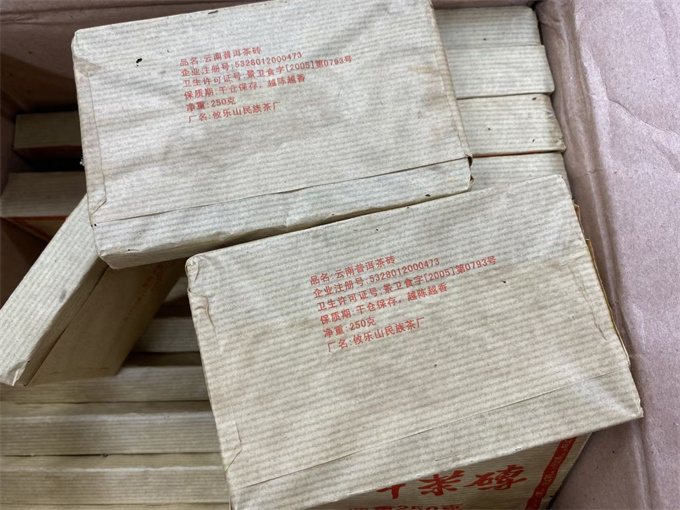 品名:云南普洱茶砖
企业注册号:5328012000473
卫生许可证号:景卫食字[2005]第0793号
保质期:干仓保存，越陈越香
净重:250克
厂名:攸乐山民族茶厂
品名:云南普洱茶砖
企业注册号:5328012000473
卫生许可证号:景卫食字[2005]第0793号
保质期:干仓保存，越陈越香
净重:250克
厂名:攸乐山民族茶厂
茶磚
250克